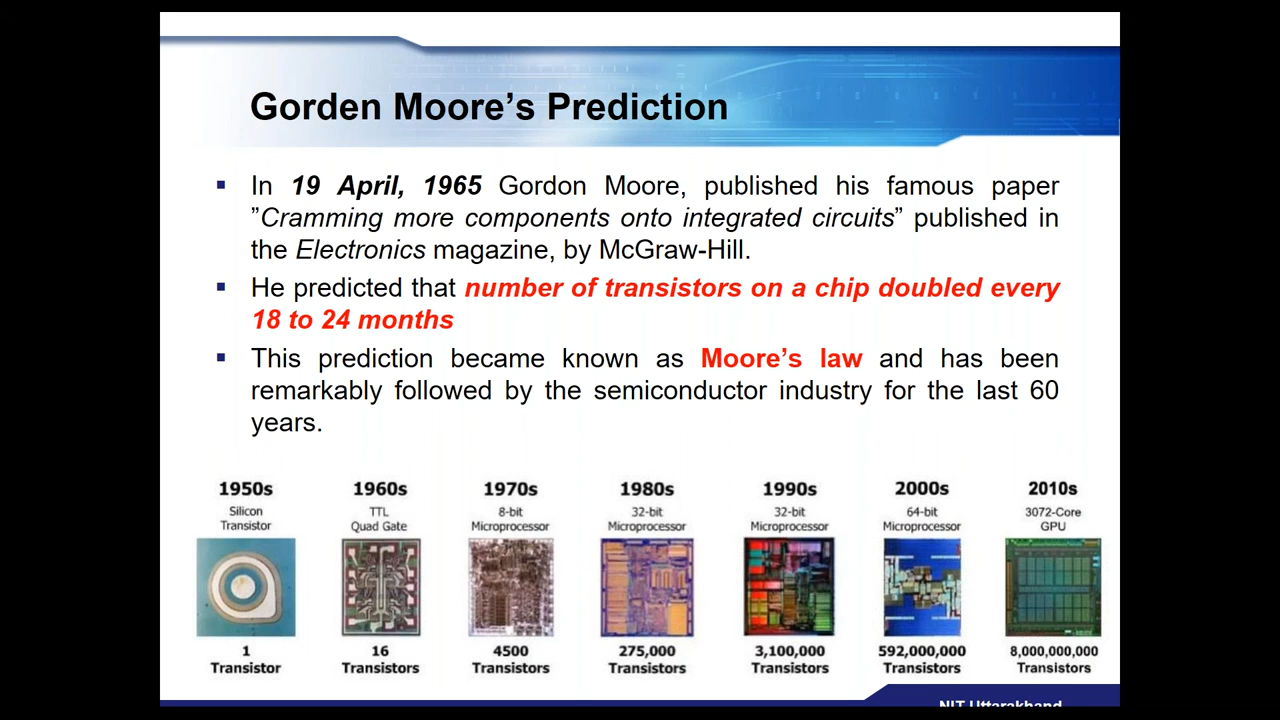 Gorden Moore’s Prediction
▪ In 19 April, 1965 Gordon Moore, published his famous paper
”Cramming more components onto integrated circuits” published in
the Electronics magazine, by McGraw-Hill.
▪ He predicted that number of transistors on a chip doubled every
18 to 24 months
▪ This prediction became known as Moore’s law and has been
remarkably followed by the semiconductor industry for the last 60
years.
1950s 1960s 1970s 1980s 1990s 2000s 2010s
Silicon TTL 8-bit 32-bit 32-bit 64-bit 3072-Core
Transistor Quad Gate Microprocessor Microprocessor Microprocessor Microprocessor GPU
1 16 4500 275,000 3,100,000 592,000,000 8,000,000,000
Transistor Transistors Transistors Transistors Transistors Transistors Transistors
NIT Uttarakhand